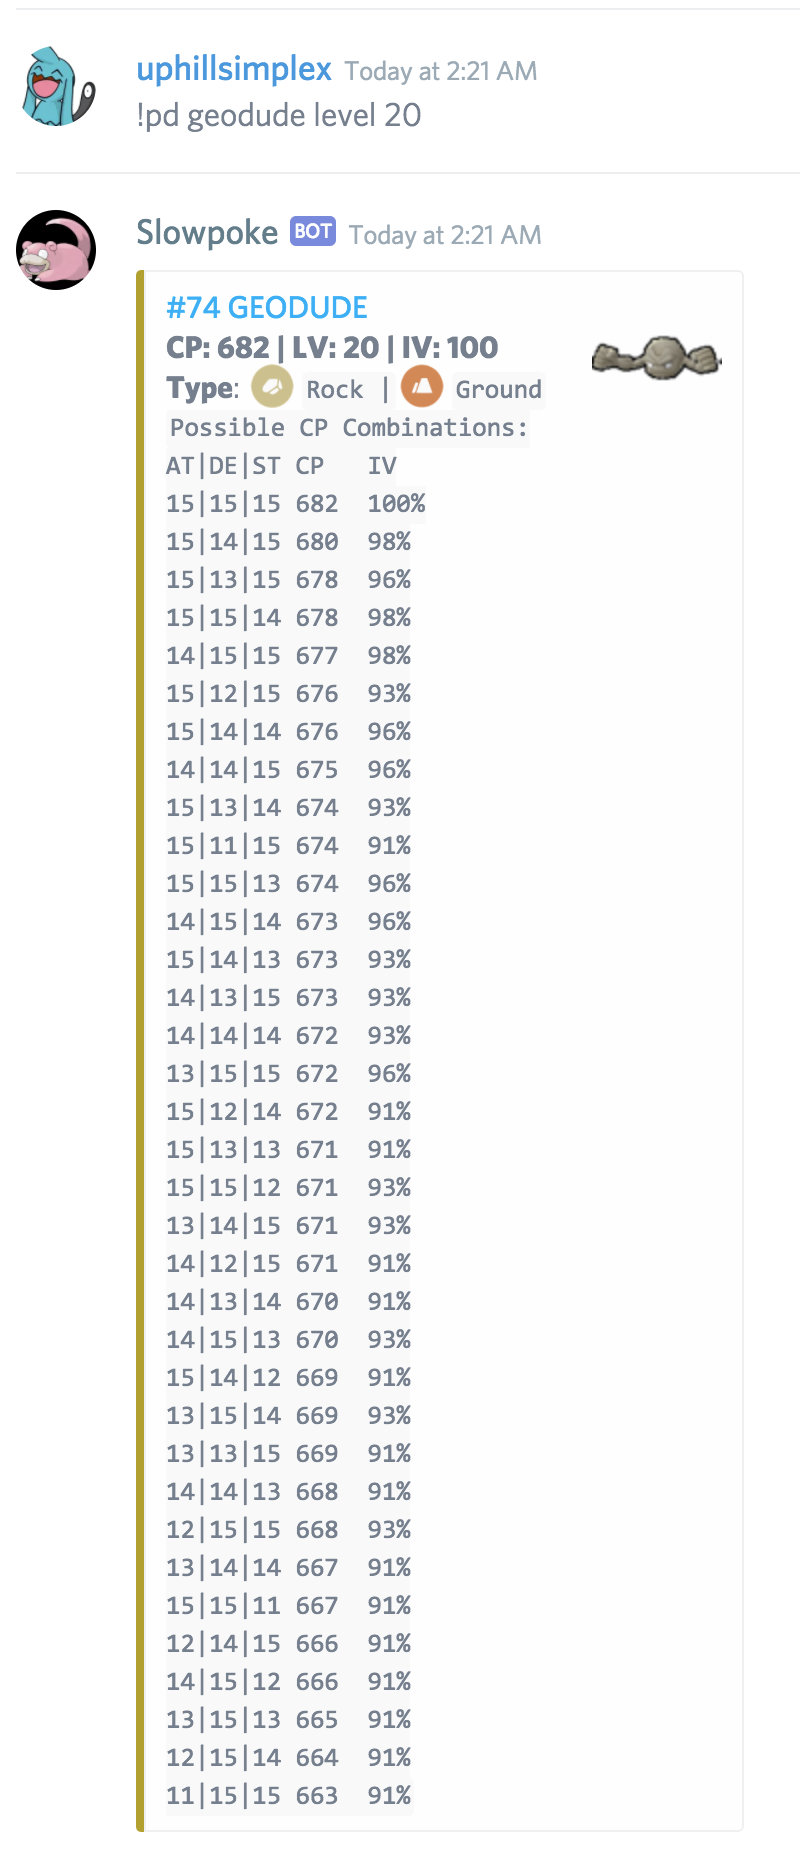 uphillsimplex Today at 2:21 AM
!pd geodude level 20
Slowpoke BOT Today at 2:21 AM
#74 GEODUDE
CP: 682 | LV: 20 | IV: 100
Type: Rock | Ground
Possible CP Combinations:
AT|DE|ST CP IV
15|15|15 682 100%
15|14|15 680 98%
15|13|15 678 96%
15|15|14 678 98%
14|15|15 677 98%
15|12|15 676 93%
15|14|14 676 96%
14|14|15 675 96%
15|13|14 674 93%
15|11|15 674 91%
15|15|13 674 96%
14|15|14 673 96%
15|14|13 673 93%
14|13|15 673 93%
14|14|14 672 93%
13|15|15 672 96%
15|12|14 672 91%
15|13|13 671 91%
15|15|12 671 93%
13|14|15 671 93%
14|12|15 671 91%
14|13|14 670 91%
14|15|13 670 93%
15|14|12 669 91%
13|15|14 669 93%
13|13|15 669 91%
14|14|13 668 91%
12|15|15 668 93%
13|14|14 667 91%
15|15|11 667 91%
12|14|15 666 91%
14|15|12 666 91%
13|15|13 665 91%
12|15|14 664 91%
11|15|15 663 91%